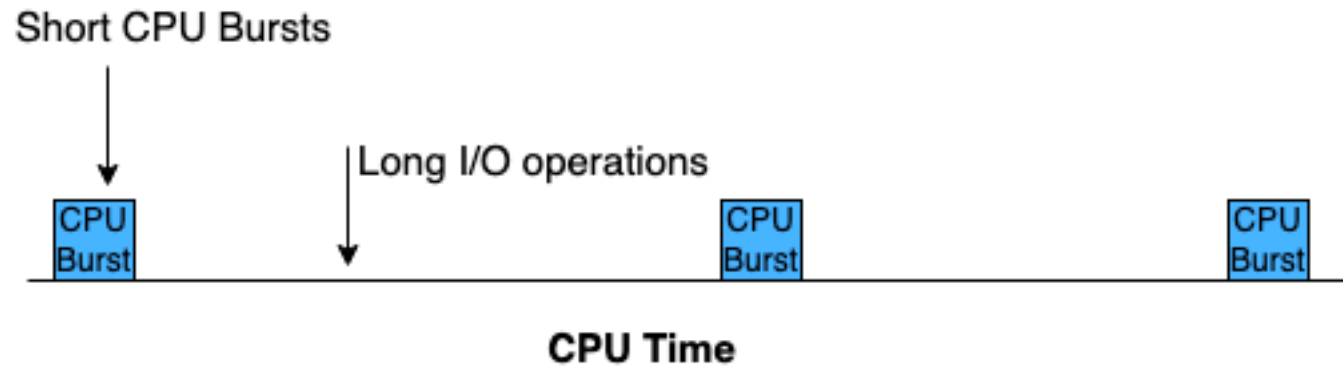 Short CPU Bursts
Long I/O operations
CPU
Burst
CPU
Burst
CPU
Burst
CPU Time